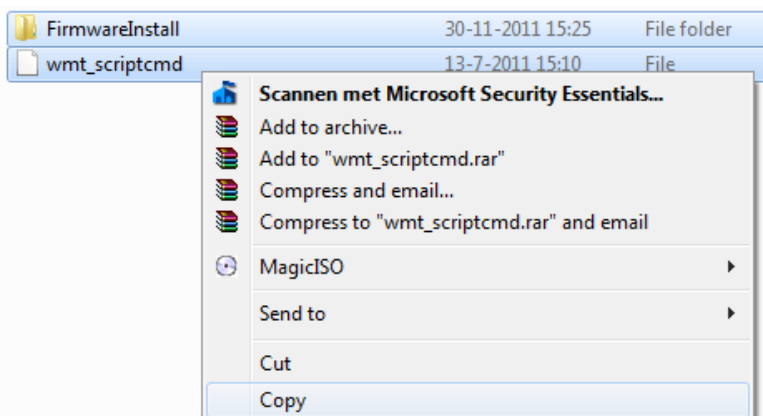 FirmwareInstall 30-11-2011 15:25 File folder
wmt_scriptcmd 13-7-2011 15:10 File
Scannen met Microsoft Security Essentials...
Add to archive...
Add to "wmt_scriptcmd.rar"
Compress and email...
Compress to "wmt_scriptcmd.rar" and email
MagicISO
Send to
Cut
Copy